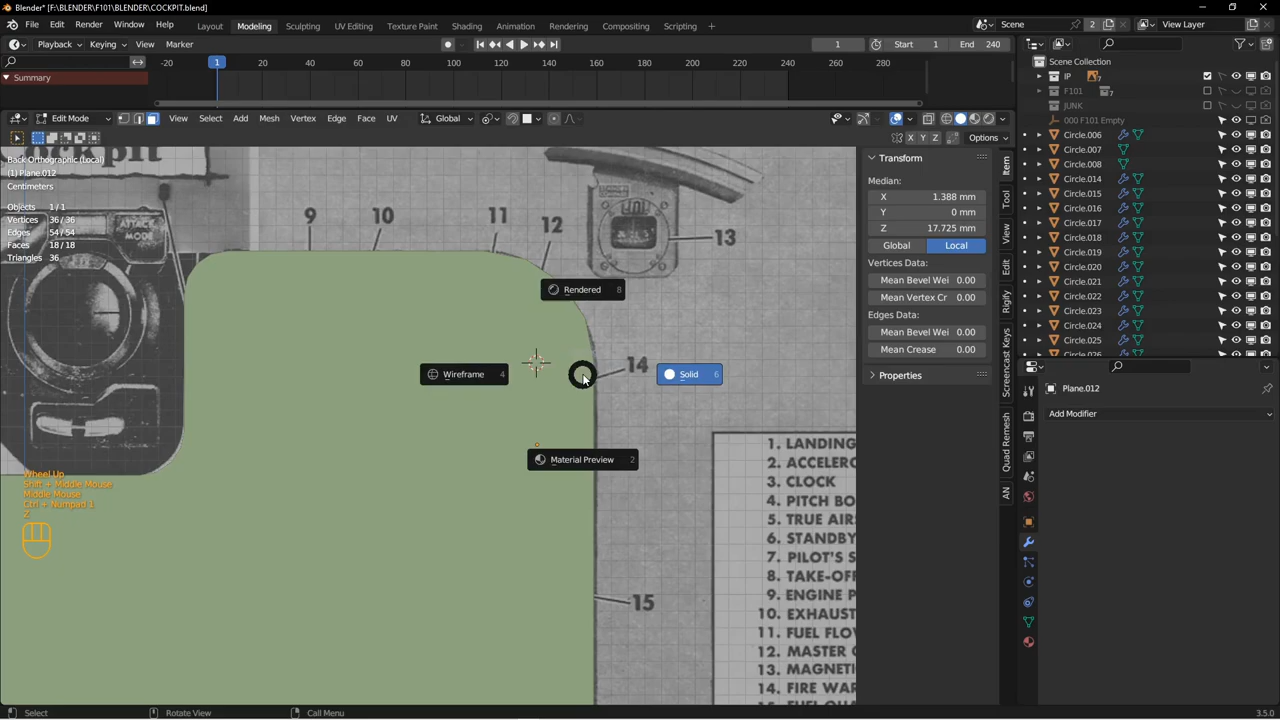 Blender* [F:\BLENDER\F101\BLENDER\COCKPIT.blend]
File Edit Render Window Help Layout Modeling Sculpting UV Editing Texture Paint Shading Animation Rendering Compositing Scripting Scene 2 View Layer
Playback Keying View Marker 1 Start 1 End 240
-20 1 20 40 60 80 100 120 140 160 180 200 220 240 260 280
Summary
Edit Mode View Select Add Mesh Vertex Edge Face UV Global
X Y Z Options
Back Orthographic (Local)
(1) Plane.012
Centimeters
Objects 1/1
Vertices 36/36
Edges 54/54
Faces 18/18
Triangles 36
ATTACK
MODE
9 10 11 12 13 14 15
Rendered 8
Wireframe 4
Solid 6
Material Preview 2
Wheel Up
Shift + Middle Mouse
Middle Mouse
Ctrl + Numpad 1
Z
1. LANDING
2. ACCELERO
3. CLOCK
4. PITCH BO
5. TRUE AIRS
6. STANDBY
7. PILOT'S S
8. TAKE-OFF
9. ENGINE P
10. EXHAUST
11. FUEL FLO
12. MASTER C
13. MAGNETI
14. FIRE WAR
Transform
Median:
X 1.388 mm
Y 0 mm
Z 17.725 mm
Global Local
Vertices Data:
Mean Bevel Wei 0.00
Mean Vertex Cr 0.00
Edges Data:
Mean Bevel Wei 0.00
Mean Crease 0.00
Properties
Item
Tool
View
Edit
Rigify
Screencast Keys
Quad Remesh
AN
Scene Collection
IP 7
F101 7
JUNK
000 F101 Empty
Circle.006
Circle.007
Circle.008
Circle.014
Circle.015
Circle.016
Circle.017
Circle.018
Circle.019
Circle.020
Circle.021
Circle.022
Circle.023
Circle.024
Circle.025
Circle.026
Plane.012
Add Modifier
Select Rotate View Call Menu 3.5.0